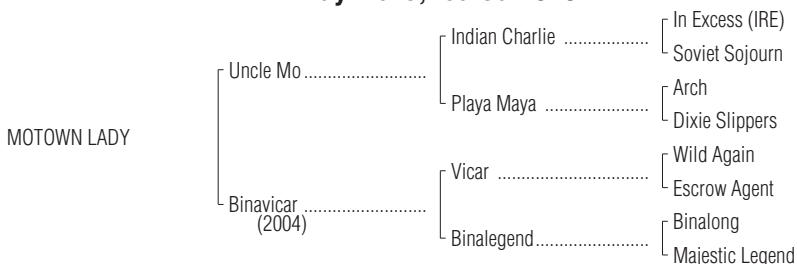 In Excess (IRE)
Indian Charlie ..................
Soviet Sojourn
Uncle Mo..........................
Arch
Playa Maya ......................
Dixie Slippers
MOTOWN LADY
Wild Again
Vicar ................................
Escrow Agent
Binavicar ..........................
(2004)
Binalong
Binalegend........................
Majestic Legend